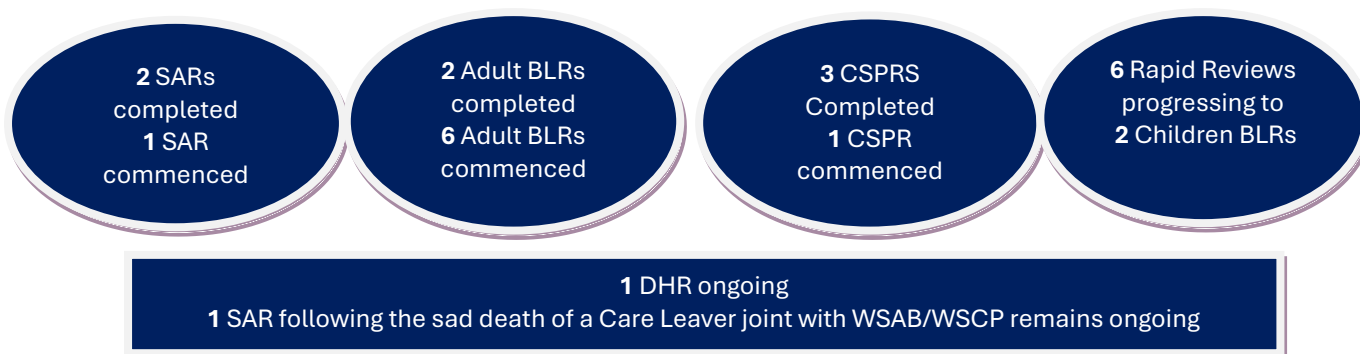 2 SARs
completed
1 SAR
commenced
2 Adult BLRs
completed
6 Adult BLRs
commenced
3 CSPRS
Completed
1 CSPR
commenced
6 Rapid Reviews
progressing to
2 Children BLRs
1 DHR ongoing
1 SAR following the sad death of a Care Leaver joint with WSAB/WSCP remains ongoing